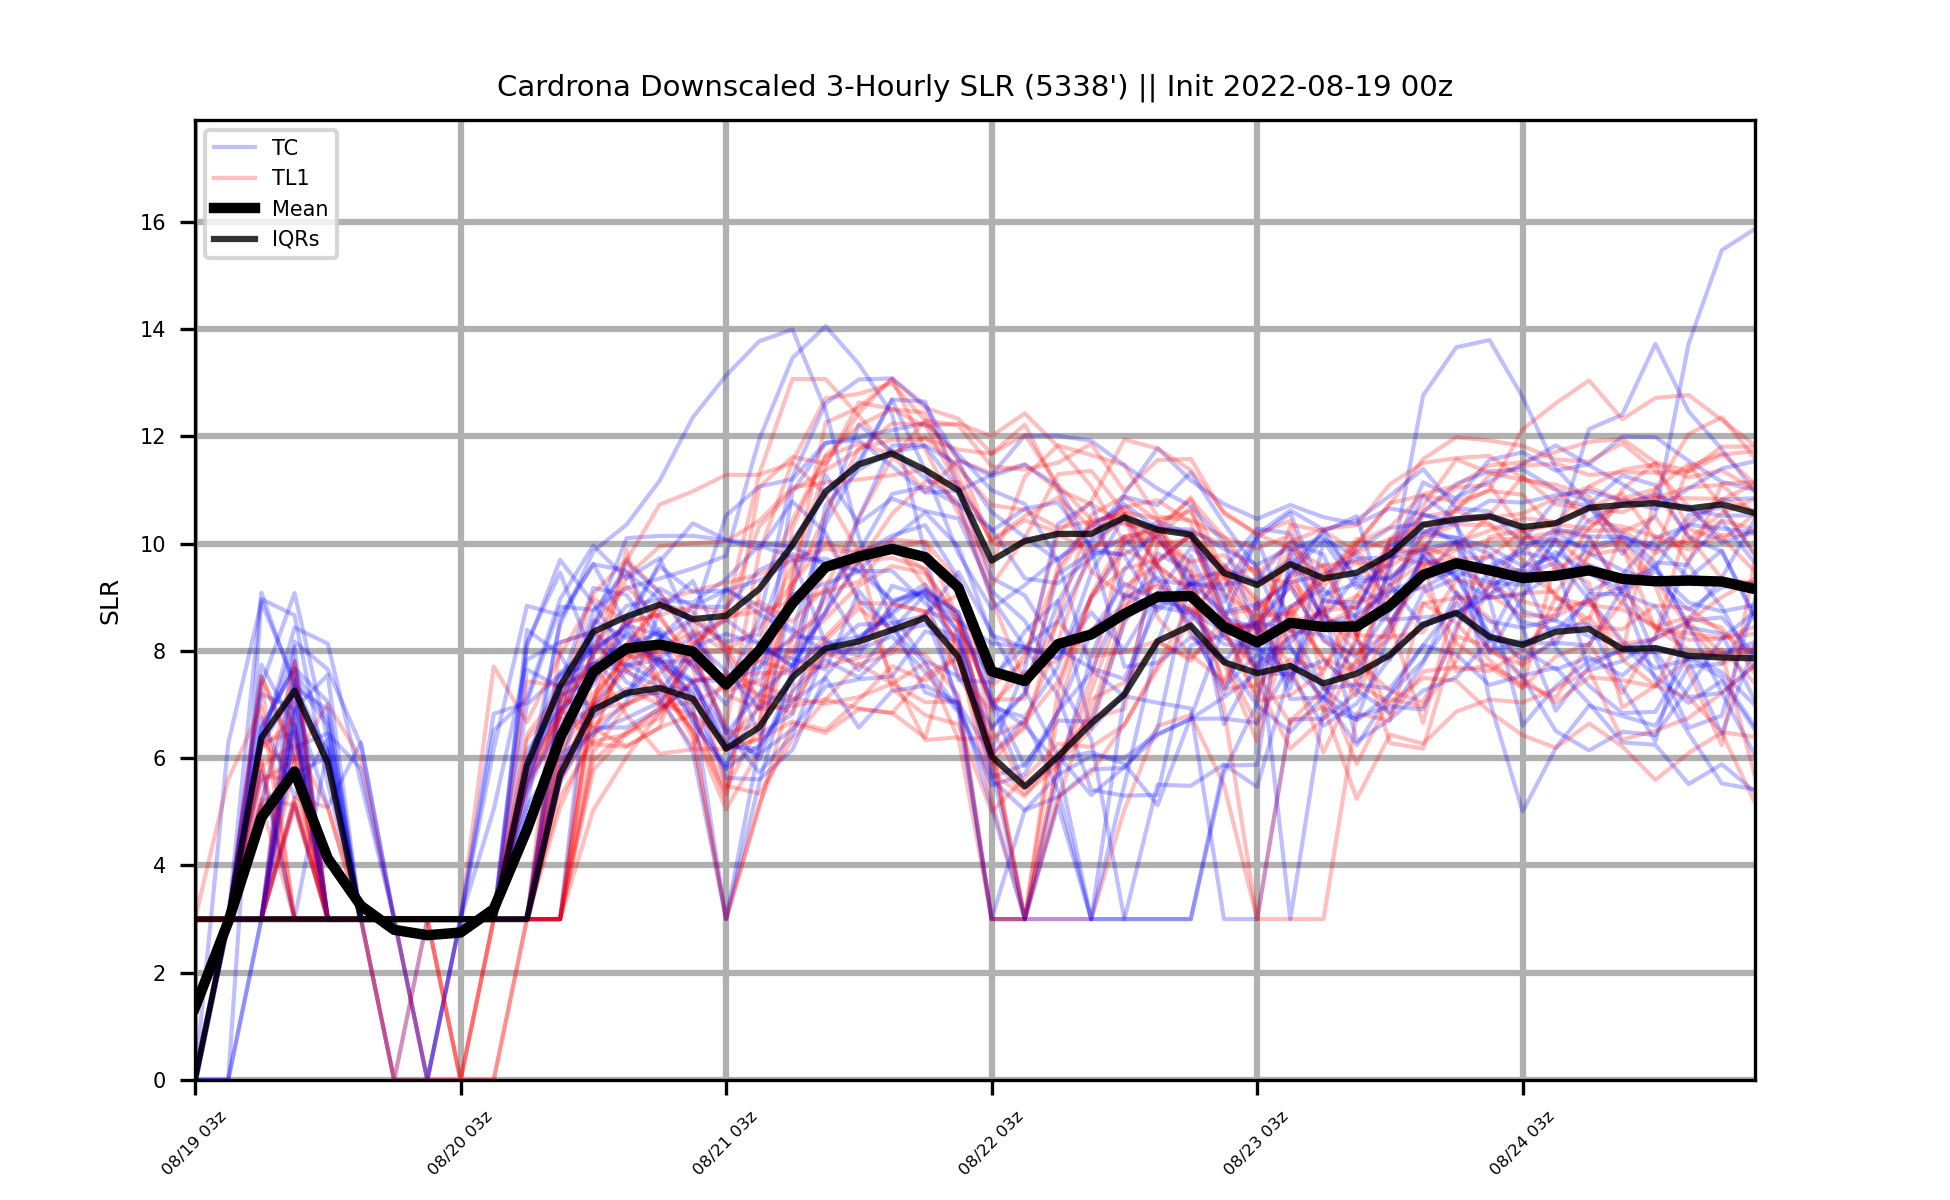 Cardrona Downscaled 3-Hourly SLR (5338') || Init 2022-08-19 00z
TC
TL1
Mean
IQRs
SLR
16
14
12
10
8
6
4
2
0
08/19 03z
08/20 03z
08/21 03z
08/22 03z
08/23 03z
08/24 03z